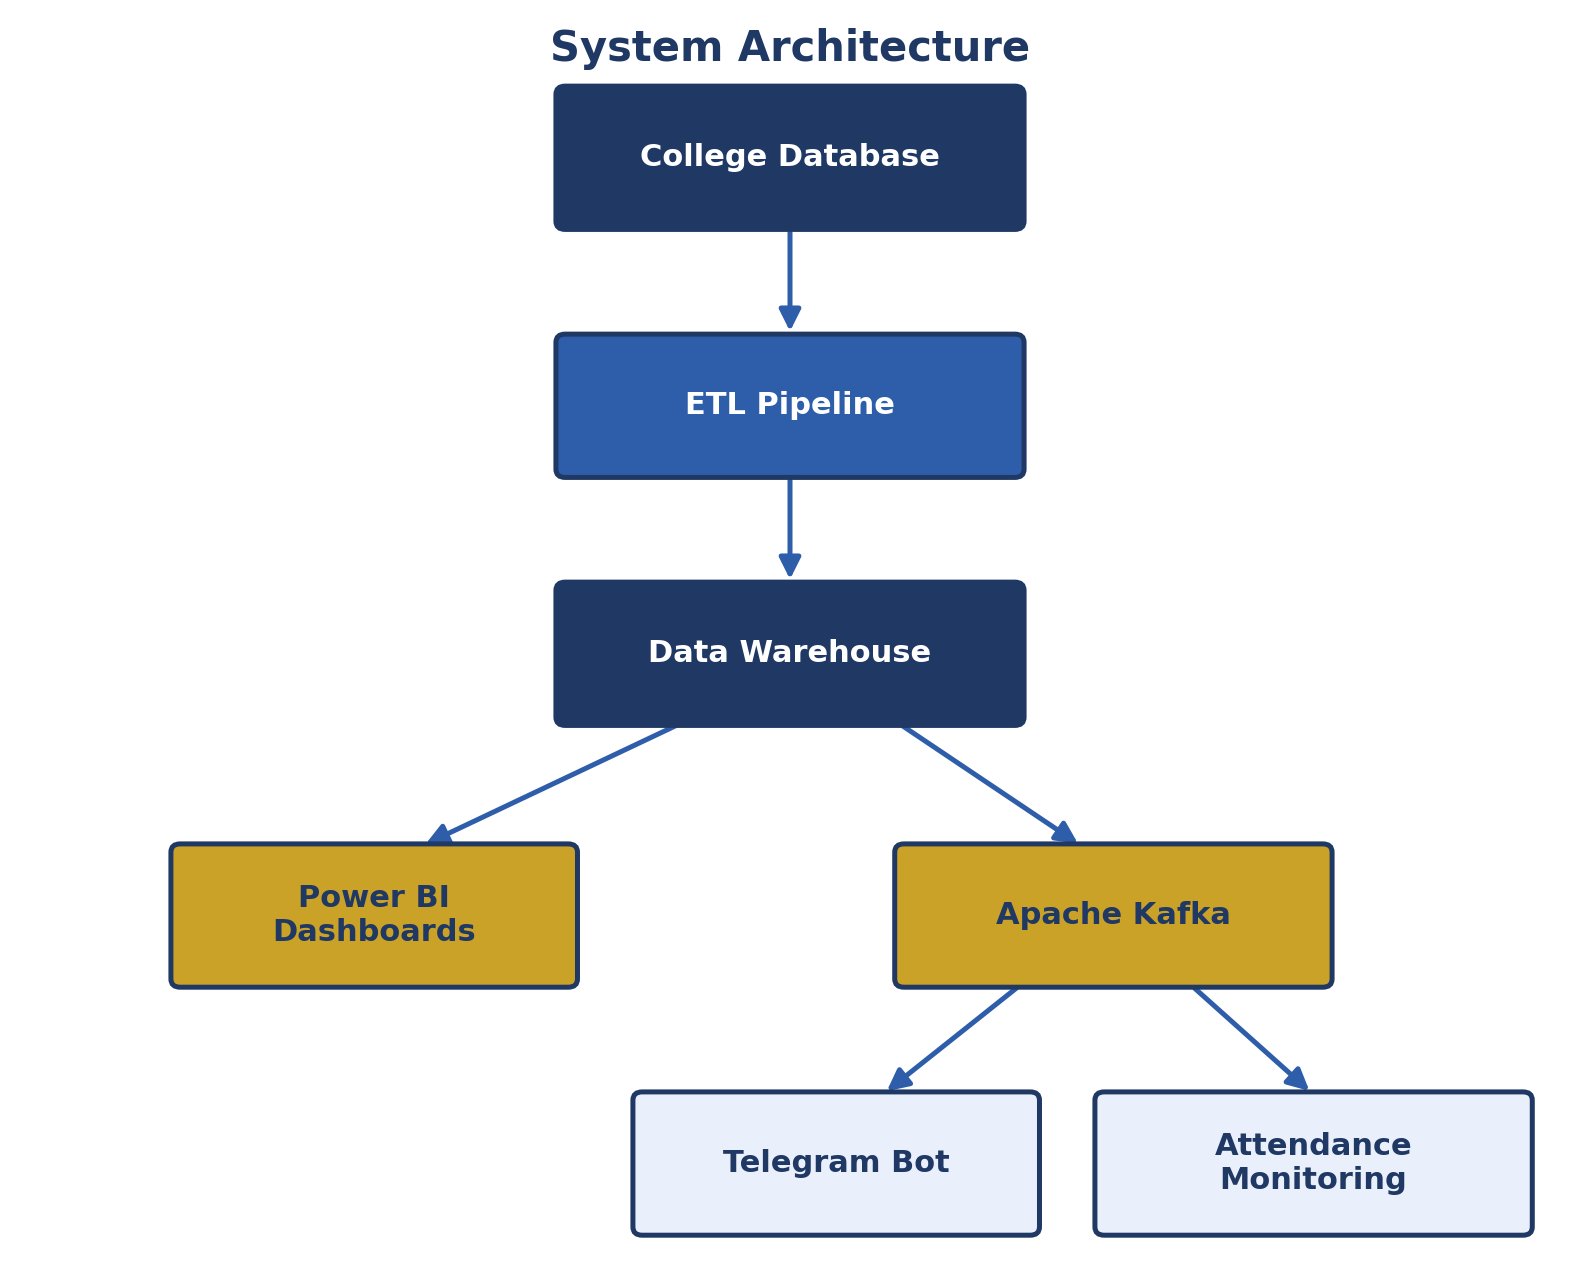 System Architecture
College Database
ETL Pipeline
Data Warehouse
Power BI
Dashboards
Apache Kafka
Telegram Bot
Attendance
Monitoring